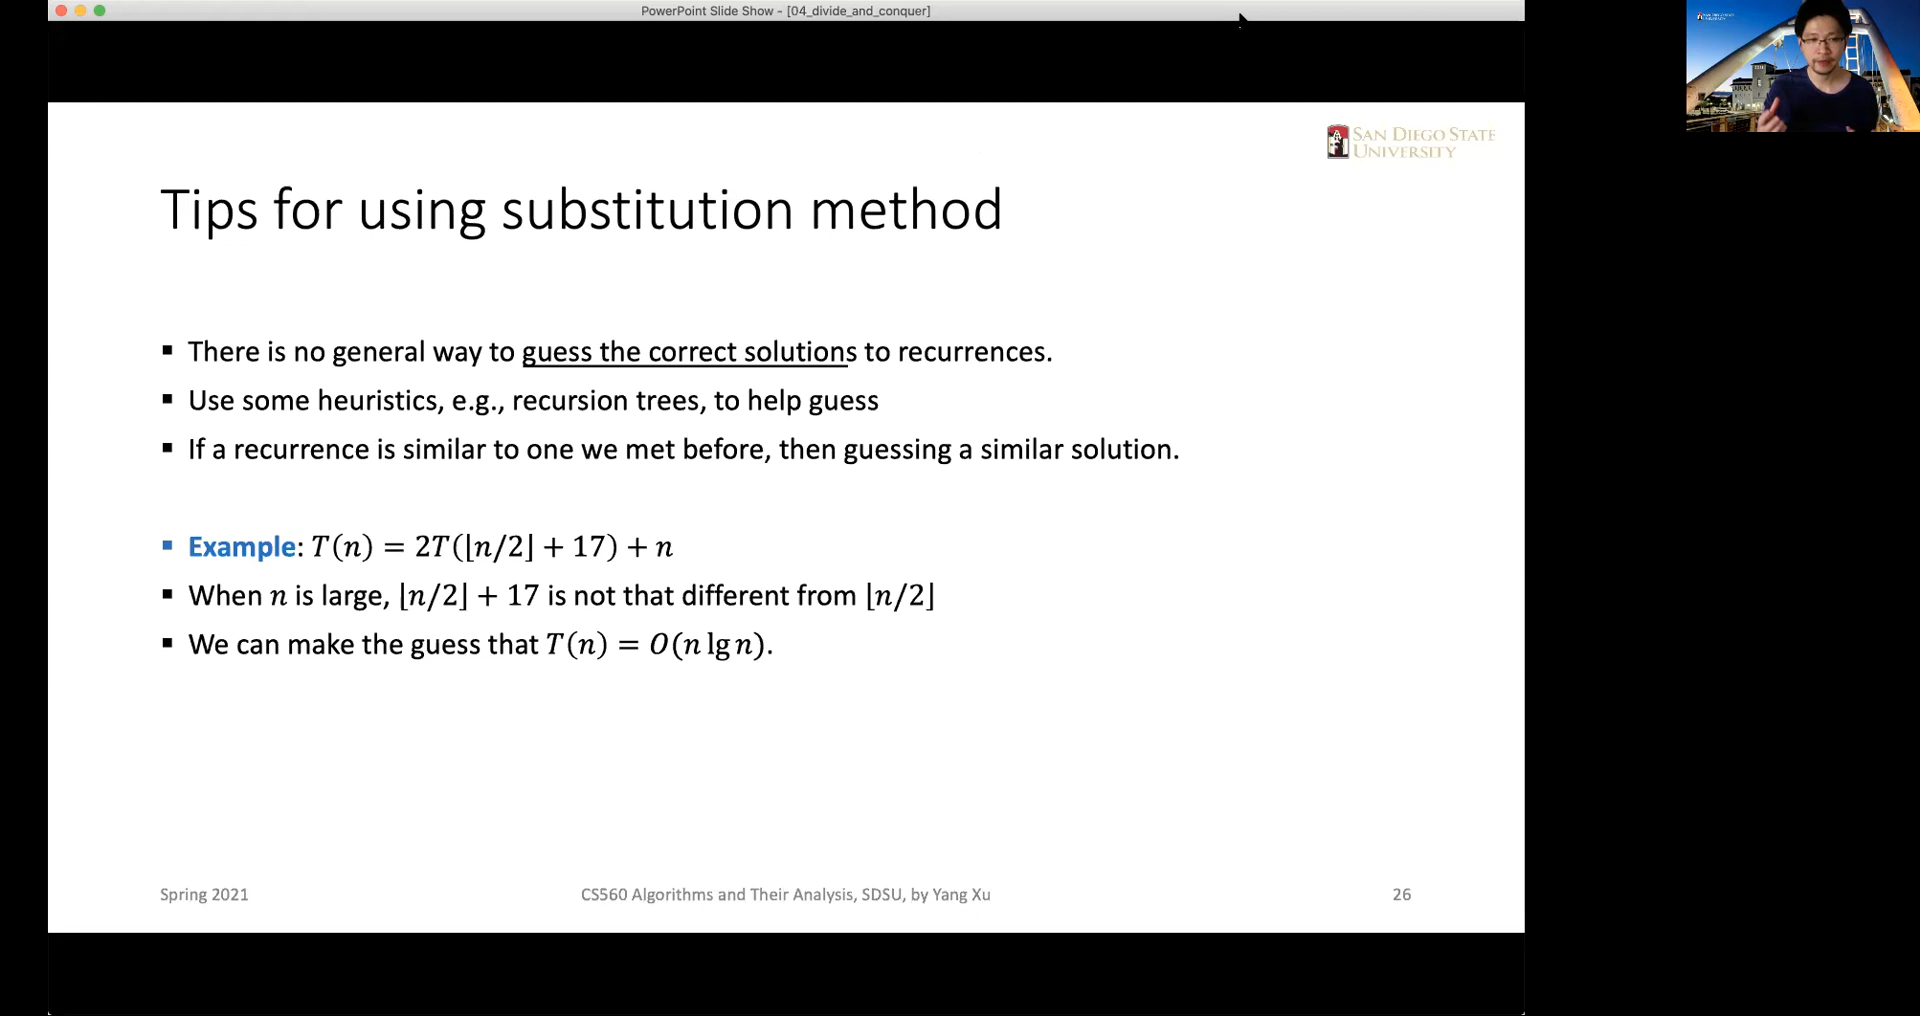 PowerPoint Slide Show - [04_divide_and_conquer]
SAN DIEGO STATE
UNIVERSITY
Tips for using substitution method
▪ There is no general way to guess the correct solutions to recurrences.
▪ Use some heuristics, e.g., recursion trees, to help guess
▪ If a recurrence is similar to one we met before, then guessing a similar solution.
▪ Example: T(n) = 2T(⌊n/2⌋ + 17) + n
▪ When n is large, ⌊n/2⌋ + 17 is not that different from ⌊n/2⌋
▪ We can make the guess that T(n) = O(n lg n).
Spring 2021
CS560 Algorithms and Their Analysis, SDSU, by Yang Xu
26